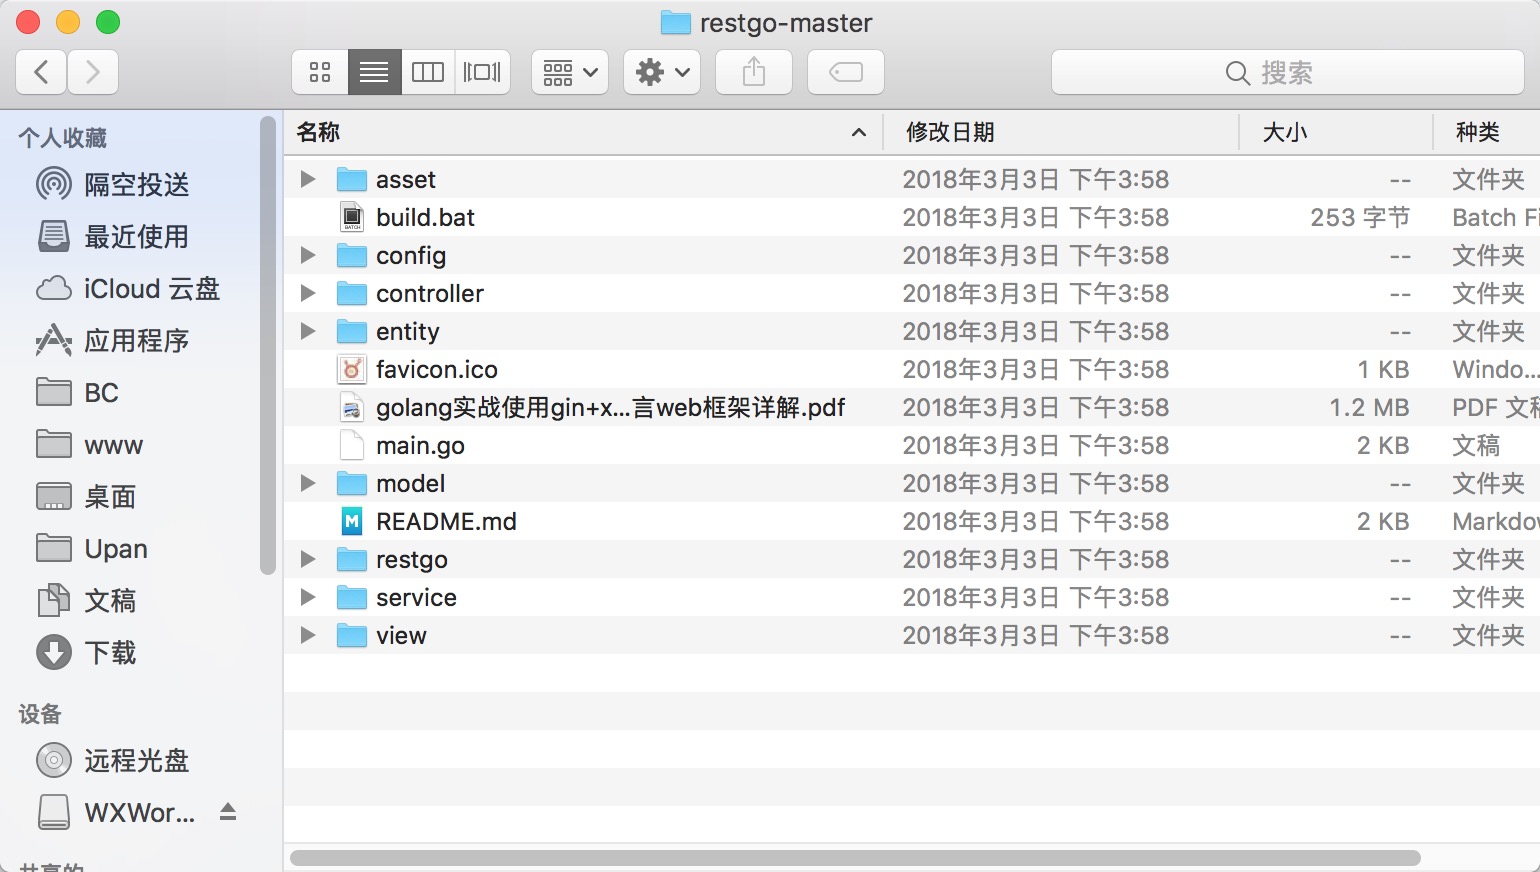 restgo-master
搜索
个人收藏
隔空投送
最近使用
iCloud 云盘
应用程序
BC
www
桌面
Upan
文稿
下载
设备
远程光盘
WXWor...
共享的
名称 修改日期 大小 种类
asset 2018年3月3日 下午3:58 -- 文件夹
build.bat 2018年3月3日 下午3:58 253 字节 Batch Fi
config 2018年3月3日 下午3:58 -- 文件夹
controller 2018年3月3日 下午3:58 -- 文件夹
entity 2018年3月3日 下午3:58 -- 文件夹
favicon.ico 2018年3月3日 下午3:58 1 KB Windo...
golang实战使用gin+x...言web框架详解.pdf 2018年3月3日 下午3:58 1.2 MB PDF 文稿
main.go 2018年3月3日 下午3:58 2 KB 文稿
model 2018年3月3日 下午3:58 -- 文件夹
README.md 2018年3月3日 下午3:58 2 KB Markdow
restgo 2018年3月3日 下午3:58 -- 文件夹
service 2018年3月3日 下午3:58 -- 文件夹
view 2018年3月3日 下午3:58 -- 文件夹